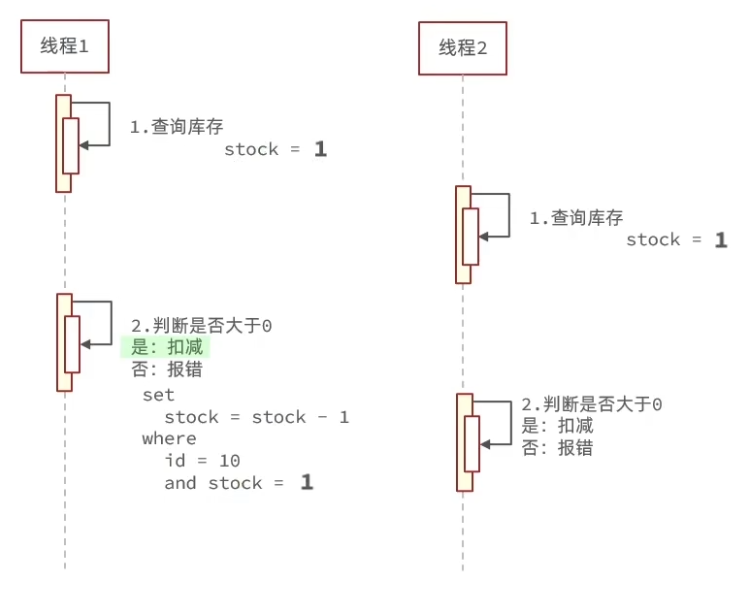 线程1
1.查询库存
stock = 1
2.判断是否大于0
是：扣减
否：报错
set
stock = stock - 1
where
id = 10
and stock = 1
线程2
1.查询库存
stock = 1
2.判断是否大于0
是：扣减
否：报错